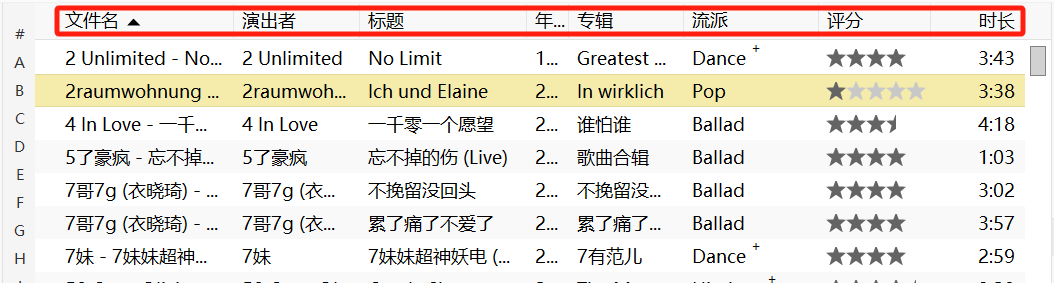 文件名 演出者 标题 年... 专辑 流派 评分 时长
#
A 2 Unlimited - No... 2 Unlimited No Limit 1... Greatest ... Dance + 3:43
B 2raumwohnung ... 2raumwoh... Ich und Elaine 2... In wirklich Pop 3:38
C 4 In Love - 一千... 4 In Love 一千零一个愿望 2... 谁怕谁 Ballad 4:18
D 5了豪疯 - 忘不掉... 5了豪疯 忘不掉的伤 (Live) 2... 歌曲合辑 Ballad 1:03
E
F 7哥7g (衣晓琦) - ... 7哥7g (衣... 不挽留没回头 2... 不挽留没... Ballad 3:02
G 7哥7g (衣晓琦) - ... 7哥7g (衣... 累了痛了不爱了 2... 累了痛了... Ballad 3:57
H 7妹 - 7妹妹超神... 7妹 7妹妹超神妖电 (... 2... 7有范儿 Dance + 2:59